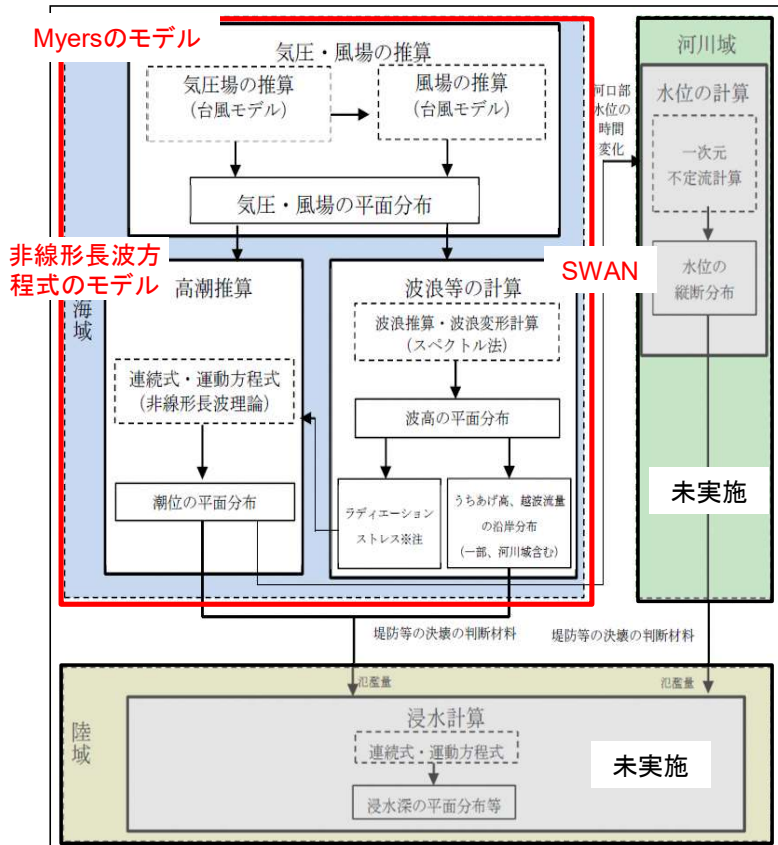 Myersのモデル
気圧・風場の推算
気圧場の推算
(台風モデル)
風場の推算
(台風モデル)
気圧・風場の平面分布
河口部
水位の
時間
変化
河川域
水位の計算
一次元
不定流計算
水位の
縦断分布
未実施
非線形長波方
程式のモデル
海域
高潮推算
連続式・運動方程式
(非線形長波理論)
潮位の平面分布
SWAN
波浪等の計算
波浪推算・波浪変形計算
(スペクトル法)
波高の平面分布
ラディエーション
ストレス※注
うちあげ高、越波流量
の沿岸分布
(一部、河川域含む)
堤防等の決壊の判断材料
堤防等の決壊の判断材料
氾濫量
氾濫量
陸域
浸水計算
連続式・運動方程式
浸水深の平面分布等
未実施